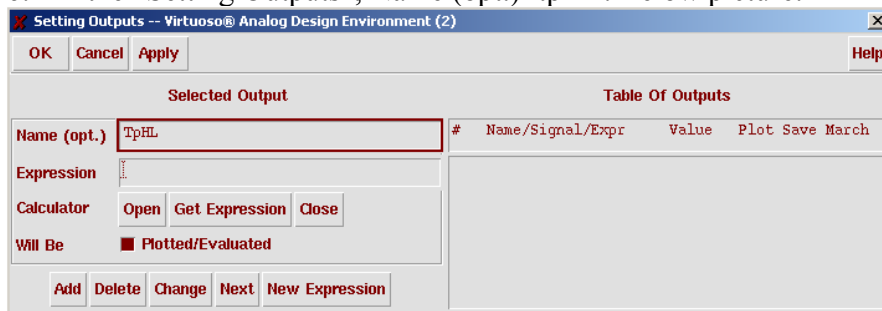 Setting Outputs -- Virtuoso® Analog Design Environment (2)
OK Cancel Apply Help
Selected Output
Table Of Outputs
Name (opt.) TpHL
# Name/Signal/Expr Value Plot Save March
Expression
Calculator Open Get Expression Close
Will Be Plotted/Evaluated
Add Delete Change Next New Expression